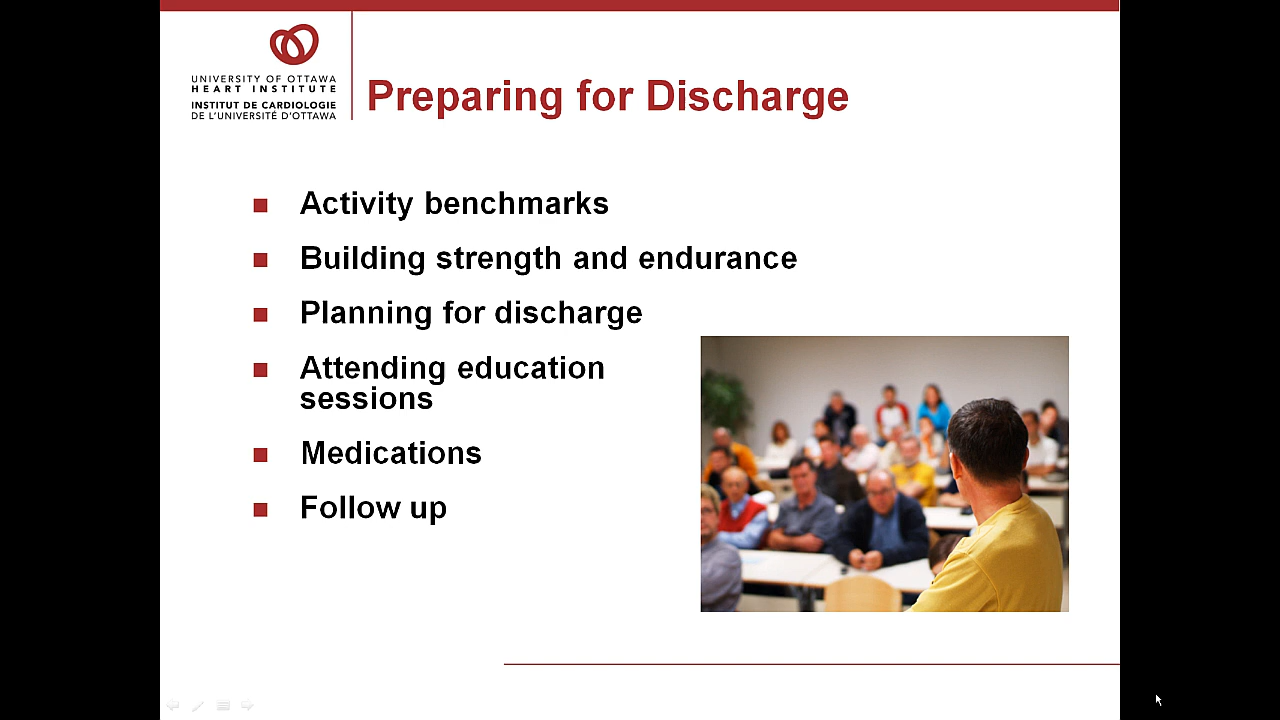 UNIVERSITY OF OTTAWA
HEART INSTITUTE
INSTITUT DE CARDIOLOGIE
DE L'UNIVERSITÉ D'OTTAWA
Preparing for Discharge
Activity benchmarks
Building strength and endurance
Planning for discharge
Attending education
sessions
Medications
Follow up